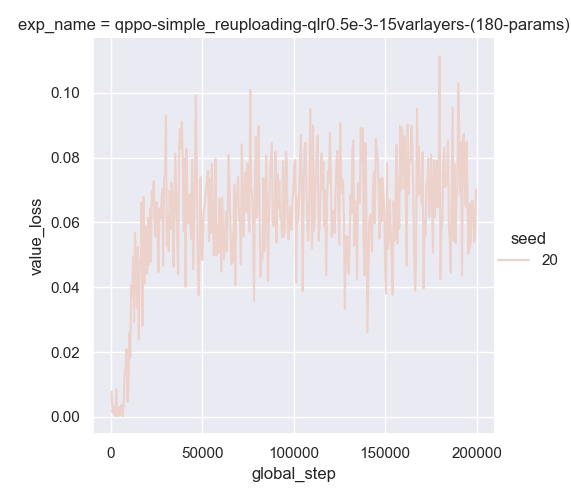 exp_name = qppo-simple_reuploading-qlr0.5e-3-15varlayers-(180-params)
0.10
0.08
0.06
0.04
0.02
0.00
value_loss
0 50000 100000 150000 200000
global_step
seed
20